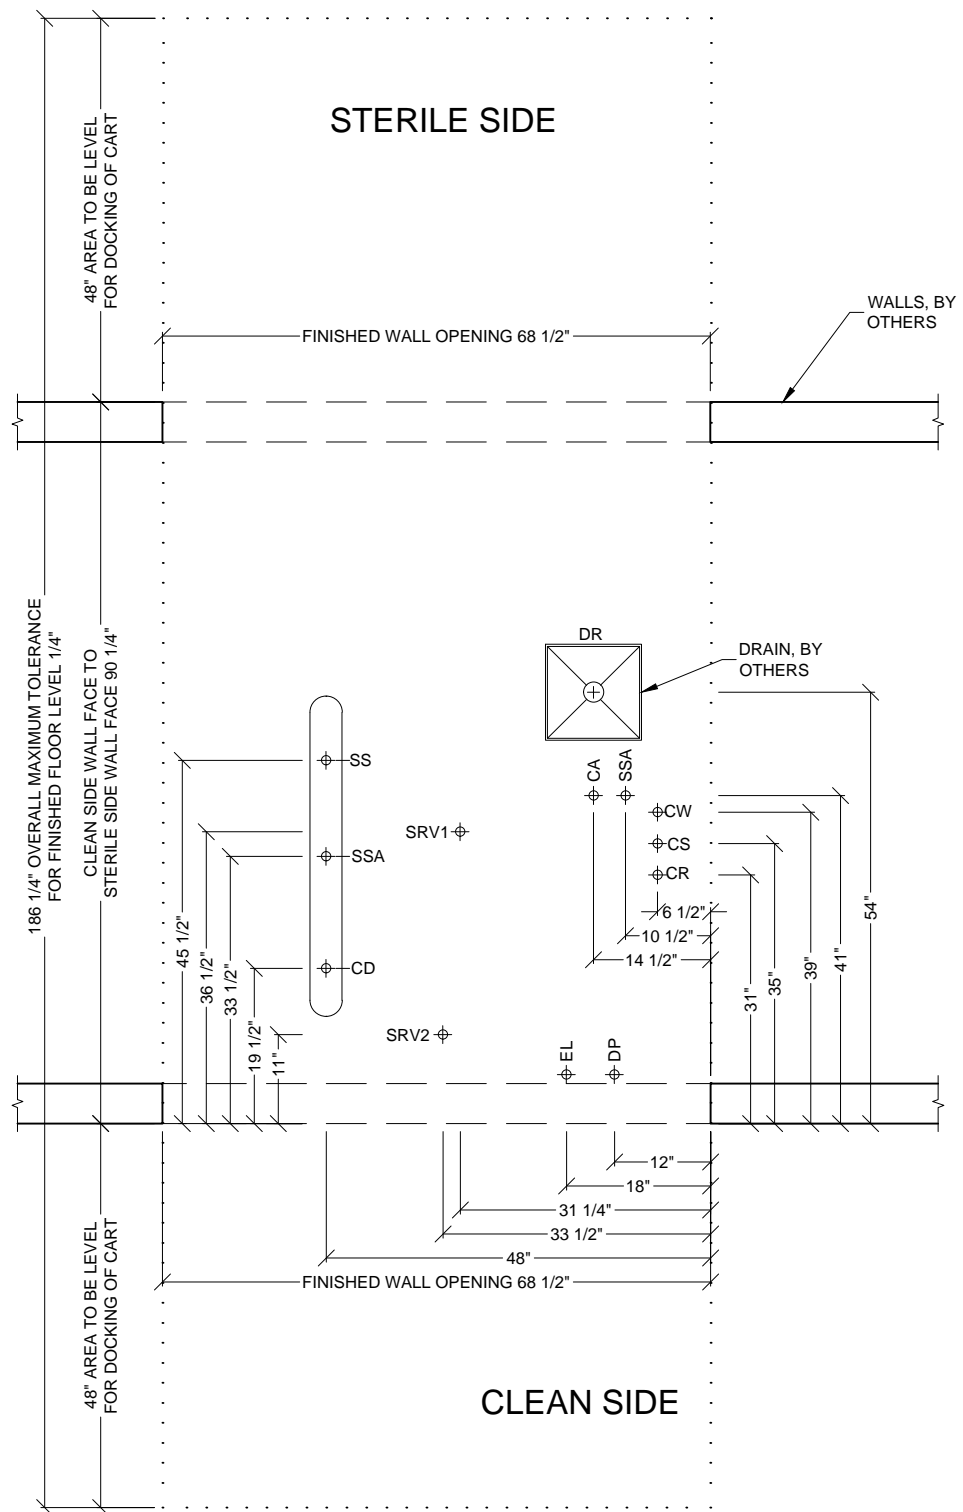 STERILE SIDE
48" AREA TO BE LEVEL
FOR DOCKING OF CART
FINISHED WALL OPENING 68 1/2"
WALLS, BY
OTHERS
186 1/4" OVERALL MAXIMUM TOLERANCE
FOR FINISHED FLOOR LEVEL 1/4"
CLEAN SIDE WALL FACE TO
STERILE SIDE WALL FACE 90 1/4"
DR
DRAIN, BY
OTHERS
SS
CA
SSA
CW
SRV1
CS
SSA
CR
6 1/2"
10 1/2"
14 1/2"
45 1/2"
36 1/2"
33 1/2"
19 1/2"
11"
CD
SRV2
EL
DP
31"
35"
39"
41"
54"
12"
18"
31 1/4"
33 1/2"
48"
FINISHED WALL OPENING 68 1/2"
48" AREA TO BE LEVEL
FOR DOCKING OF CART
CLEAN SIDE